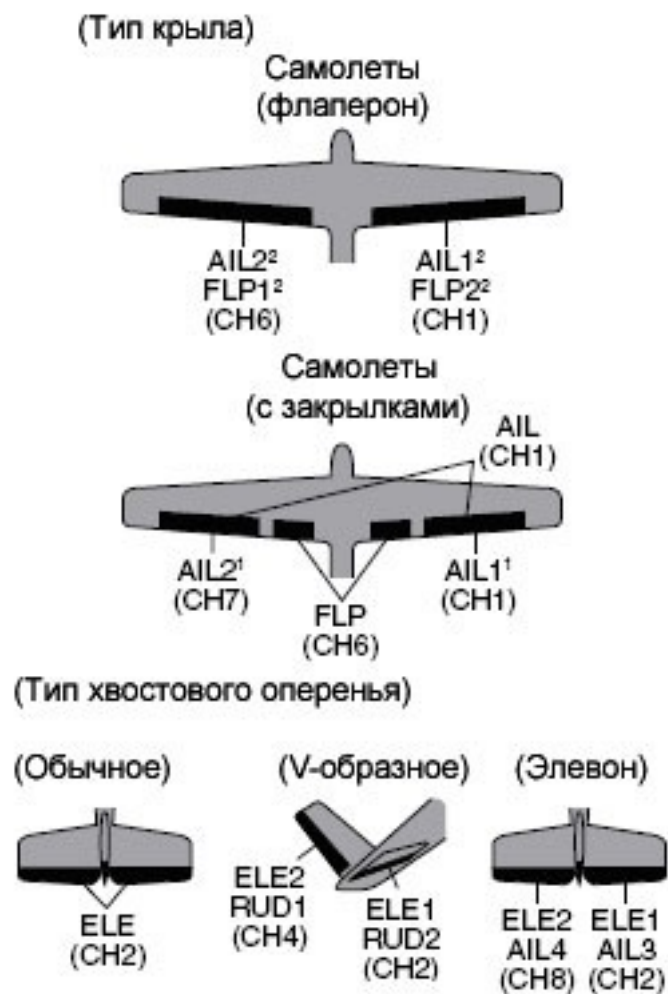 (Тип крыла)
Самолеты
(флаперон)
AIL2²
FLP1²
(CH6)
AIL1²
FLP2²
(CH1)
Самолеты
(с закрылками)
AIL
(CH1)
AIL2¹
(CH7)
FLP
(CH6)
AIL1¹
(CH1)
(Тип хвостового оперенья)
(Обычное)
(V-образное)
(Элевон)
ELE
(CH2)
ELE2
RUD1
(CH4)
ELE1
RUD2
(CH2)
ELE2
AIL4
(CH8)
ELE1
AIL3
(CH2)